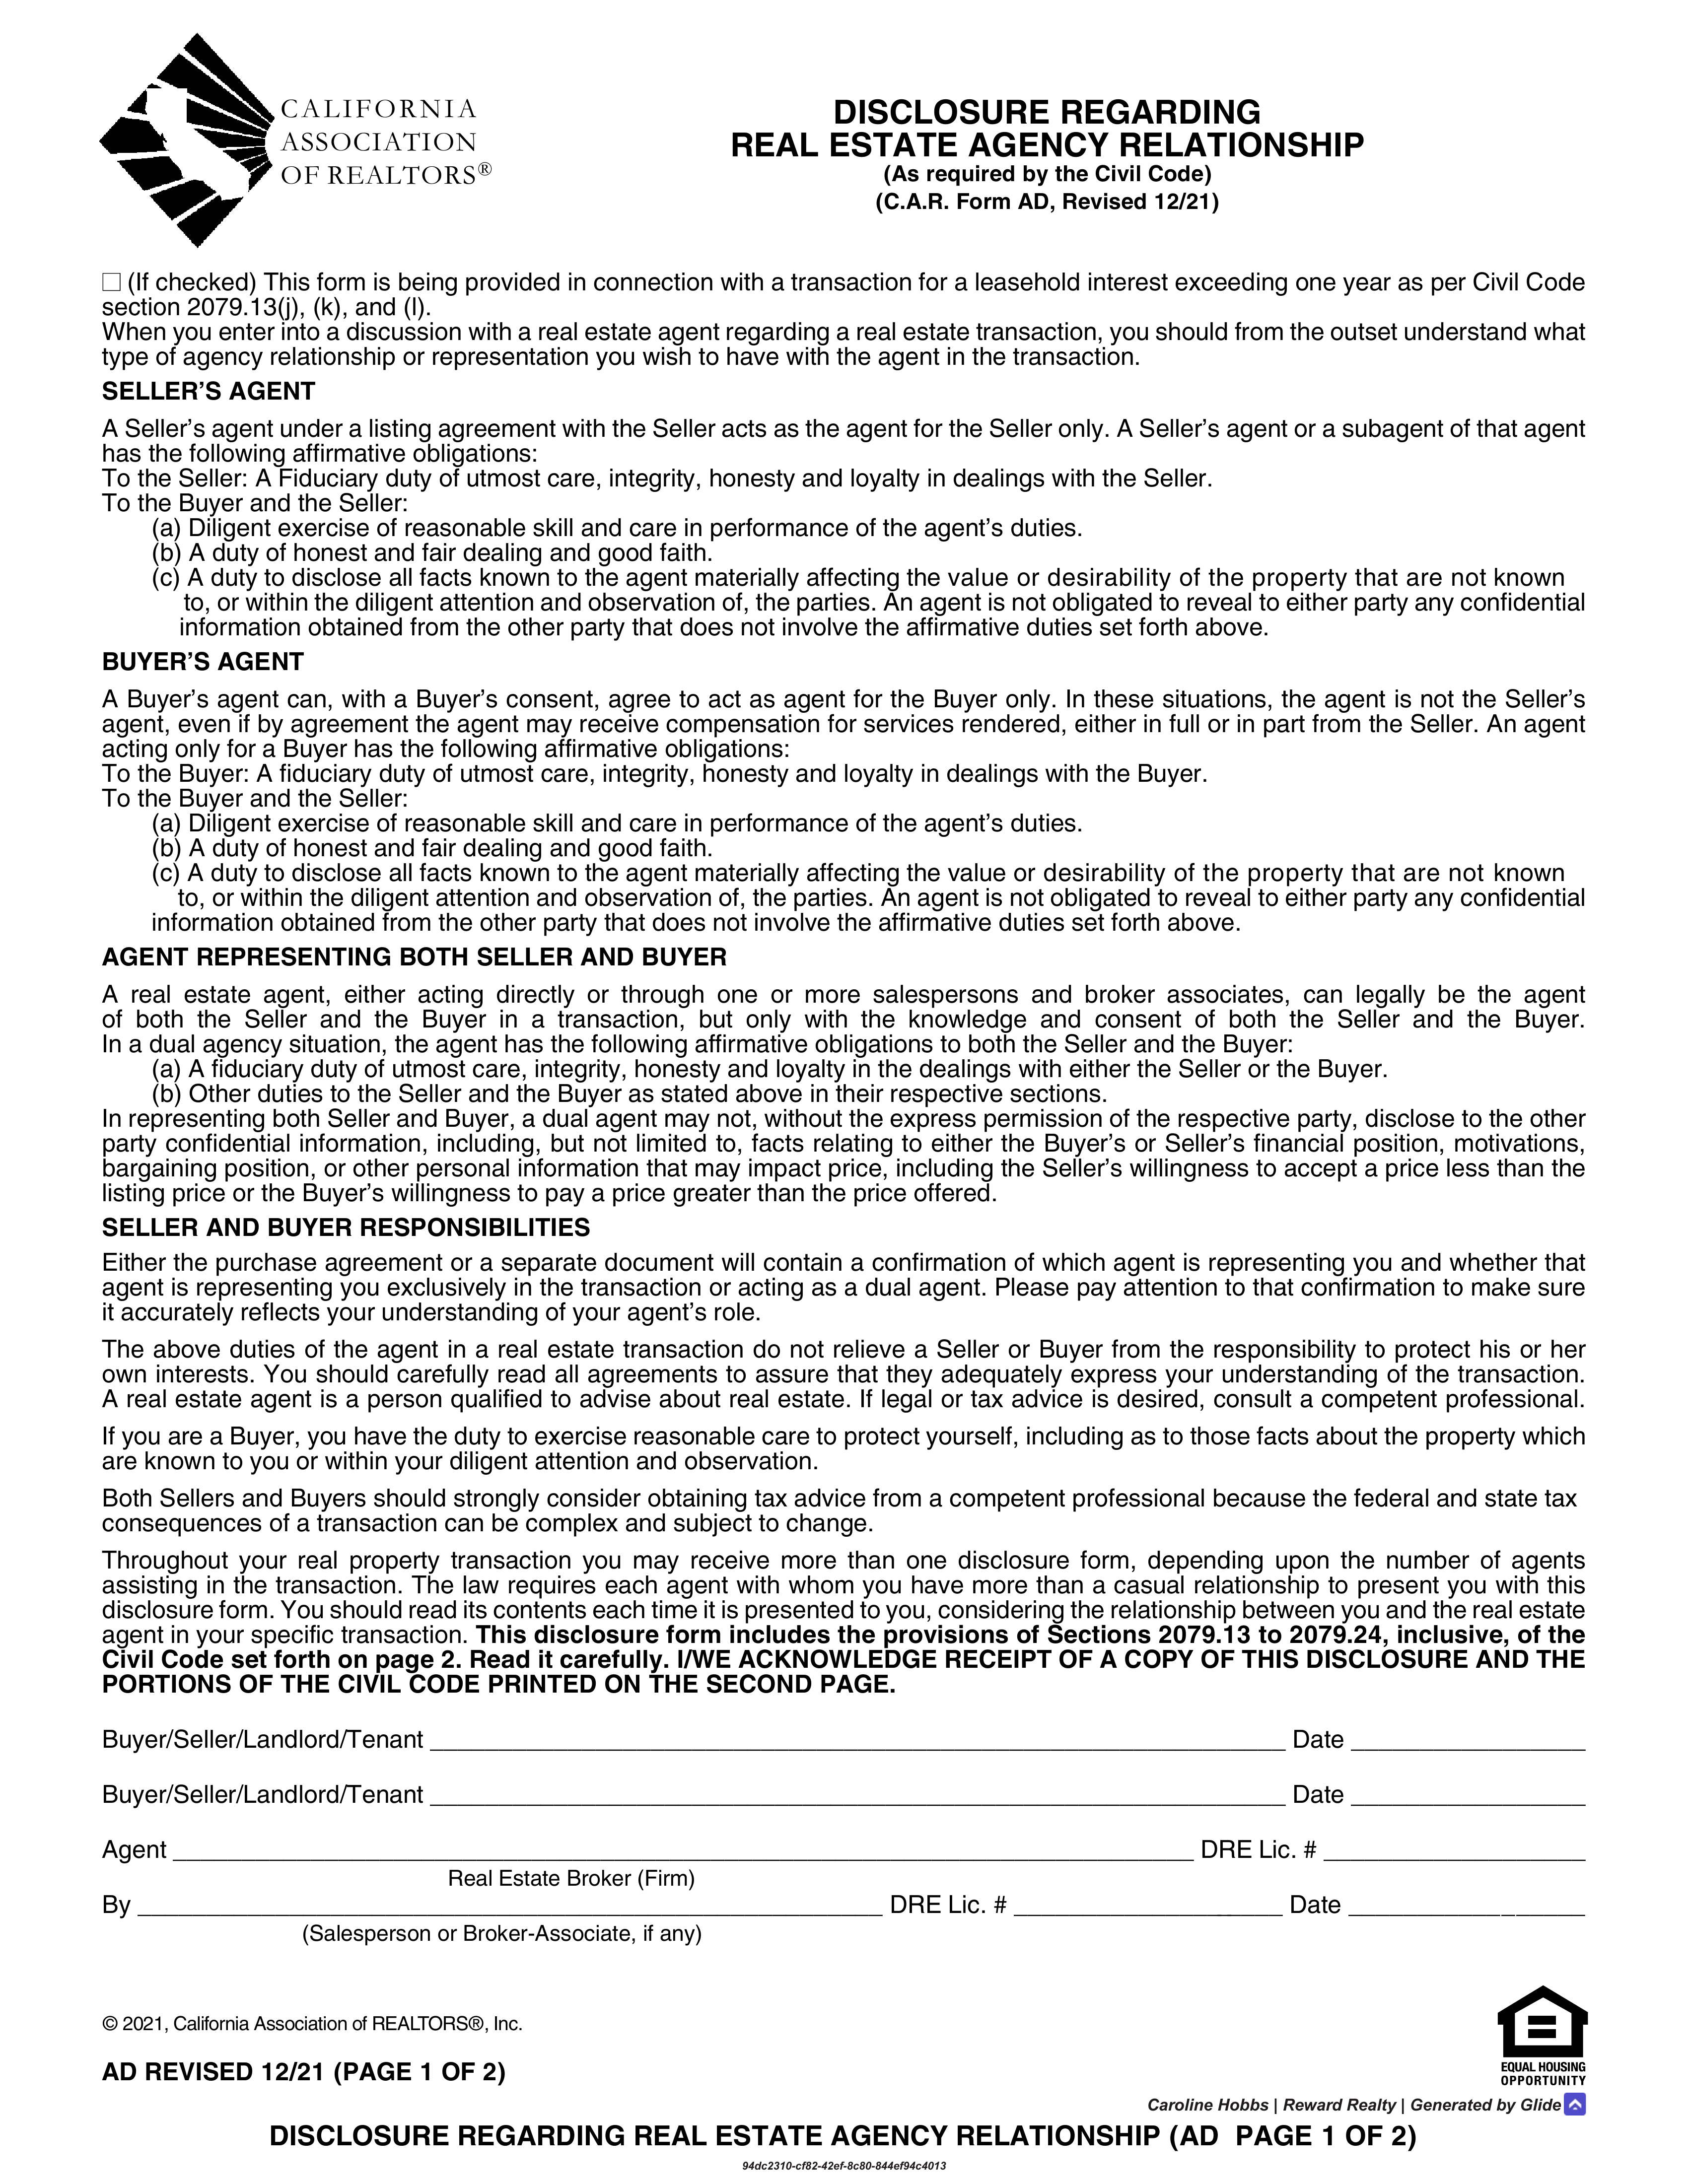 CALIFORNIA
ASSOCIATION
OF REALTORS®
DISCLOSURE REGARDING
REAL ESTATE AGENCY RELATIONSHIP
(As required by the Civil Code)
(C.A.R. Form AD, Revised 12/21)
☐ (If checked) This form is being provided in connection with a transaction for a leasehold interest exceeding one year as per Civil Code
section 2079.13(j), (k), and (l).
When you enter into a discussion with a real estate agent regarding a real estate transaction, you should from the outset understand what
type of agency relationship or representation you wish to have with the agent in the transaction.
SELLER’S AGENT
A Seller’s agent under a listing agreement with the Seller acts as the agent for the Seller only. A Seller’s agent or a subagent of that agent
has the following affirmative obligations:
To the Seller: A Fiduciary duty of utmost care, integrity, honesty and loyalty in dealings with the Seller.
To the Buyer and the Seller:
(a) Diligent exercise of reasonable skill and care in performance of the agent’s duties.
(b) A duty of honest and fair dealing and good faith.
(c) A duty to disclose all facts known to the agent materially affecting the value or desirability of the property that are not known
to, or within the diligent attention and observation of, the parties. An agent is not obligated to reveal to either party any confidential
information obtained from the other party that does not involve the affirmative duties set forth above.
BUYER’S AGENT
A Buyer’s agent can, with a Buyer’s consent, agree to act as agent for the Buyer only. In these situations, the agent is not the Seller’s
agent, even if by agreement the agent may receive compensation for services rendered, either in full or in part from the Seller. An agent
acting only for a Buyer has the following affirmative obligations:
To the Buyer: A fiduciary duty of utmost care, integrity, honesty and loyalty in dealings with the Buyer.
To the Buyer and the Seller:
(a) Diligent exercise of reasonable skill and care in performance of the agent’s duties.
(b) A duty of honest and fair dealing and good faith.
(c) A duty to disclose all facts known to the agent materially affecting the value or desirability of the property that are not known
to, or within the diligent attention and observation of, the parties. An agent is not obligated to reveal to either party any confidential
information obtained from the other party that does not involve the affirmative duties set forth above.
AGENT REPRESENTING BOTH SELLER AND BUYER
A real estate agent, either acting directly or through one or more salespersons and broker associates, can legally be the agent
of both the Seller and the Buyer in a transaction, but only with the knowledge and consent of both the Seller and the Buyer.
In a dual agency situation, the agent has the following affirmative obligations to both the Seller and the Buyer:
(a) A fiduciary duty of utmost care, integrity, honesty and loyalty in the dealings with either the Seller or the Buyer.
(b) Other duties to the Seller and the Buyer as stated above in their respective sections.
In representing both Seller and Buyer, a dual agent may not, without the express permission of the respective party, disclose to the other
party confidential information, including, but not limited to, facts relating to either the Buyer’s or Seller’s financial position, motivations,
bargaining position, or other personal information that may impact price, including the Seller’s willingness to accept a price less than the
listing price or the Buyer’s willingness to pay a price greater than the price offered.
SELLER AND BUYER RESPONSIBILITIES
Either the purchase agreement or a separate document will contain a confirmation of which agent is representing you and whether that
agent is representing you exclusively in the transaction or acting as a dual agent. Please pay attention to that confirmation to make sure
it accurately reflects your understanding of your agent’s role.
The above duties of the agent in a real estate transaction do not relieve a Seller or Buyer from the responsibility to protect his or her
own interests. You should carefully read all agreements to assure that they adequately express your understanding of the transaction.
A real estate agent is a person qualified to advise about real estate. If legal or tax advice is desired, consult a competent professional.
If you are a Buyer, you have the duty to exercise reasonable care to protect yourself, including as to those facts about the property which
are known to you or within your diligent attention and observation.
Both Sellers and Buyers should strongly consider obtaining tax advice from a competent professional because the federal and state tax
consequences of a transaction can be complex and subject to change.
Throughout your real property transaction you may receive more than one disclosure form, depending upon the number of agents
assisting in the transaction. The law requires each agent with whom you have more than a casual relationship to present you with this
disclosure form. You should read its contents each time it is presented to you, considering the relationship between you and the real estate
agent in your specific transaction. This disclosure form includes the provisions of Sections 2079.13 to 2079.24, inclusive, of the
Civil Code set forth on page 2. Read it carefully. I/WE ACKNOWLEDGE RECEIPT OF A COPY OF THIS DISCLOSURE AND THE
PORTIONS OF THE CIVIL CODE PRINTED ON THE SECOND PAGE.
Buyer/Seller/Landlord/Tenant ____ Date ____
Buyer/Seller/Landlord/Tenant ____ Date ____
Agent ____ DRE Lic. # ____
Real Estate Broker (Firm)
By ____ DRE Lic. # ____ Date ____
(Salesperson or Broker-Associate, if any)
© 2021, California Association of REALTORS®, Inc.
AD REVISED 12/21 (PAGE 1 OF 2)
EQUAL HOUSING
OPPORTUNITY
Caroline Hobbs | Reward Realty | Generated by Glide
DISCLOSURE REGARDING REAL ESTATE AGENCY RELATIONSHIP (AD PAGE 1 OF 2)
94dc2310-cf82-42ef-8c80-844ef94c4013